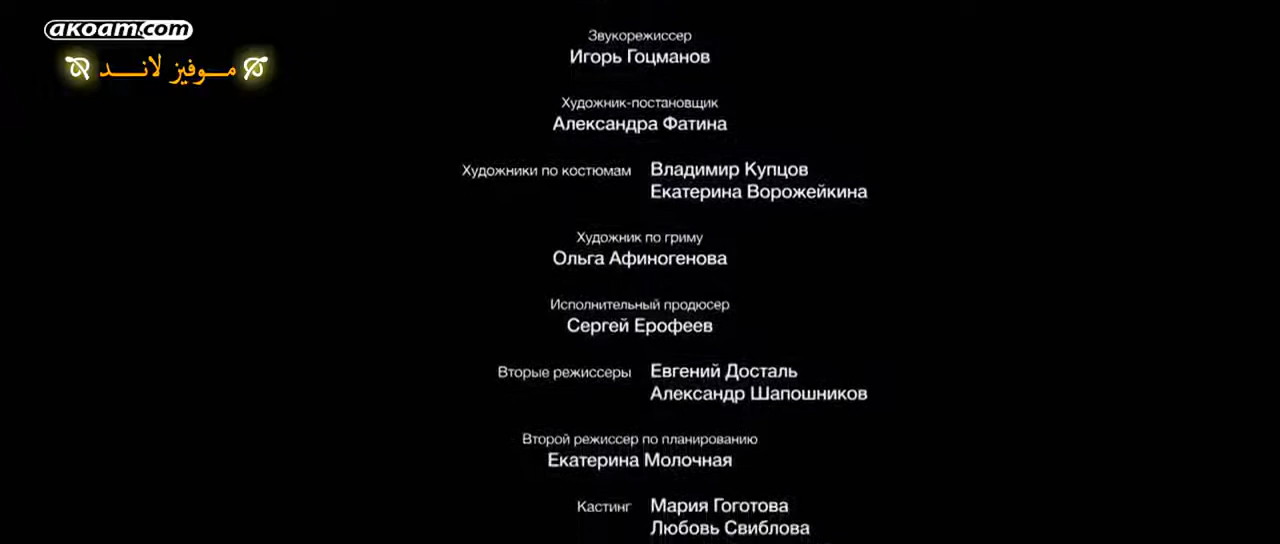 akoam.com
موفيز لاند
Звукорежиссер
Игорь Гоцманов
Художник-постановщик
Александра Фатина
Художники по костюмам Владимир Купцов
Екатерина Ворожейкина
Художник по гриму
Ольга Афиногенова
Исполнительный продюсер
Сергей Ерофеев
Вторые режиссеры Евгений Досталь
Александр Шапошников
Второй режиссер по планированию
Екатерина Молочная
Кастинг Мария Гоготова
Любовь Свиблова